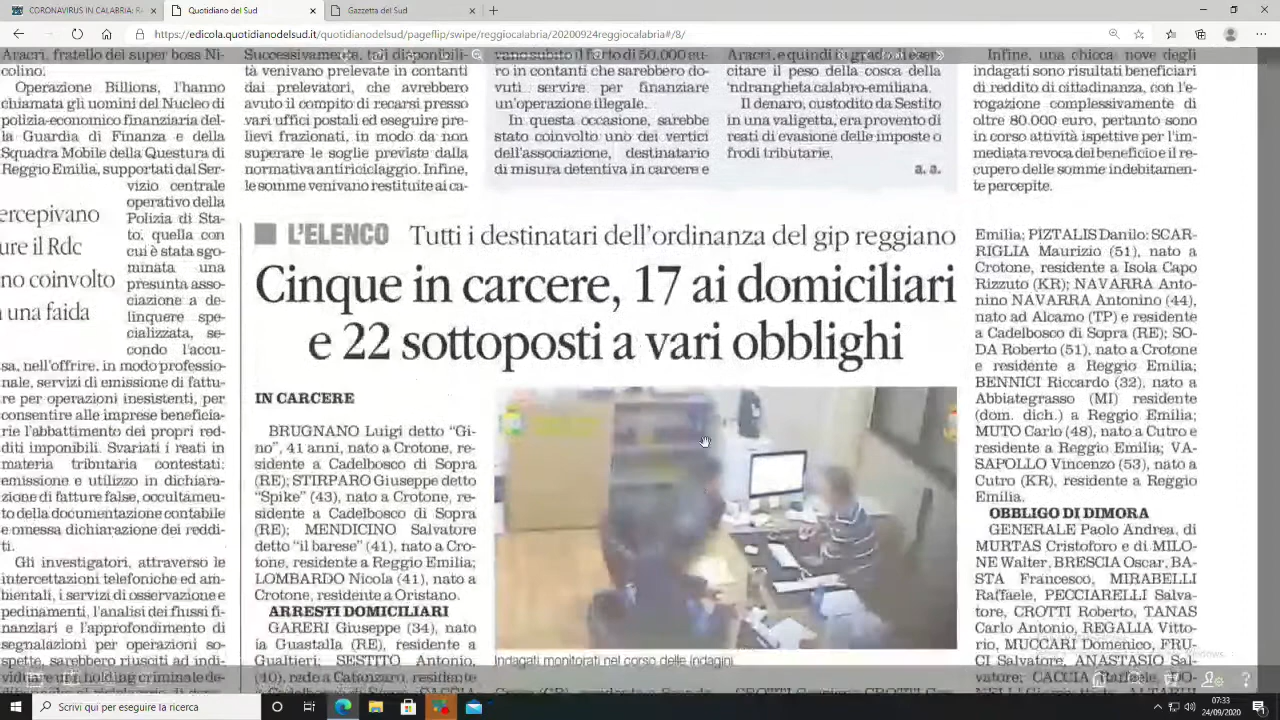 CORONAVIRUS IN CALABRIA: R
Quotidiano del Sud
Gazzetta del Sud
https://edicola.quotidianodelsud.it/quotidianodelsud/pageflip/swipe/reggiocalabria/20200924reggiocalabria#/8/
Aracri, fratello dei super boss Ni-
colino.
Operazione Billions, l'hanno
chiamata gli uomini del Nucleo di
polizia economico finanziaria del-
la Guardia di Finanza e della
Squadra Mobile della Questura di
Reggio Emilia, supportati dal Ser-
vizio centrale
operativo della
Polizia di Sta-
to, quella con
cui è stata sgo-
minata una
presunta asso-
ciazione a de-
linquere spe-
cializzata, se-
condo l'accu-
ercepivano
ure il Rdc
no coinvolto
una faida
sa, nell'offrire, in modo professio-
nale, servizi di emissione di fattu-
re per operazioni inesistenti, per
consentire alle imprese beneficia-
rie l'abbattimento dei propri red-
diti imponibili. Svariati i reati in
materia tributaria contestati:
emissione e utilizzo in dichiara-
zione di fatture false, occultamen-
to della documentazione contabile
e omessa dichiarazione dei reddi-
ti.
Gli investigatori, attraverso le
intercettazioni telefoniche ed am-
bientali, i servizi di osservazione e
pedinamenti, l'analisi dei flussi fi-
nanziari e l'approfondimento di
segnalazioni per operazioni so-
spette, sarebbero riusciti ad indi-
viduare una holding criminale de-
Successivamente, tali disponibili-
tà venivano prelevate in contanti
dai prelevatori, che avrebbero
avuto il compito di recarsi presso
vari uffici postali ed eseguire pre-
lievi frazionati, in modo da non
superare le soglie previste dalla
normativa antiriciclaggio. Infine,
le somme venivano restituite ai ca-
vano subito il furto di 50.000 eu-
ro in contanti che sarebbero do-
vuti servire per finanziare
un'operazione illegale.
In questa occasione, sarebbe
stato coinvolto uno dei vertici
dell'associazione, destinatario
di misura detentiva in carcere e
Aracri, e quindi in grado di eser-
citare il peso della cosca della
'ndrangheta calabro-emiliana.
Il denaro, custodito da Sestito
in una valigetta, era provento di
reati di evasione delle imposte o
frodi tributarie.
a. a.
Infine, una chicca nove degli
indagati sono risultati beneficiari
di reddito di cittadinanza, con l'e-
rogazione complessivamente di
oltre 80.000 euro, pertanto sono
in corso attività ispettive per l'im-
mediata revoca del beneficio e il re-
cupero delle somme indebitamen-
te percepite.
L'ELENCO Tutti i destinatari dell'ordinanza del gip reggiano
Cinque in carcere, 17 ai domiciliari
e 22 sottoposti a vari obblighi
IN CARCERE
BRUGNANO Luigi detto “Gi-
no”, 41 anni, nato a Crotone, re-
sidente a Cadelbosco di Sopra
(RE); STIRPARO Giuseppe detto
“Spike” (43), nato a Crotone, re-
sidente a Cadelbosco di Sopra
(RE); MENDICINO Salvatore
detto “il barese” (41), nato a Cro-
tone, residente a Reggio Emilia;
LOMBARDO Nicola (41), nato a
Crotone, residente a Oristano.
ARRESTI DOMICILIARI
GARERI Giuseppe (34), nato
ia Guastalla (RE), residente a
Gualtieri; SESTITO Antonio,
Indagati monitorati nel corso delle indagini
Emilia; PIZTALIS Danilo: SCAR-
RIGLIA Maurizio (51), nato a
Crotone, residente a Isola Capo
Rizzuto (KR); NAVARRA Anto-
nino NAVARRA Antonino (44),
nato ad Alcamo (TP) e residente
a Cadelbosco di Sopra (RE); SO-
DA Roberto (51), nato a Crotone
e residente a Reggio Emilia;
BENNICI Riccardo (32), nato a
Abbiategrasso (MI) residente
(dom. dich.) a Reggio Emilia;
MUTO Carlo (48), nato a Cutro e
residente a Reggio Emilia; VA-
SAPOLLO Vincenzo (53), nato a
Cutro (KR), residente a Reggio
Emilia.
OBBLIGO DI DIMORA
GENERALE Paolo Andrea, di
MURTAS Cristoforo e di MILO-
NE Walter, BRESCIA Oscar, BA-
STA Francesco, MIRABELLI
Raffaele, PECCIARELLI Salva-
tore, CROTTI Roberto, TANAS
Carlo Antonio, REGALIA Vitto-
rio, MUCCARI Domenico, FRU-
CI Salvatore, ANASTASIO Sal-
vatore, CACCIA
Scrivi qui per eseguire la ricerca
07:33
24/09/2020